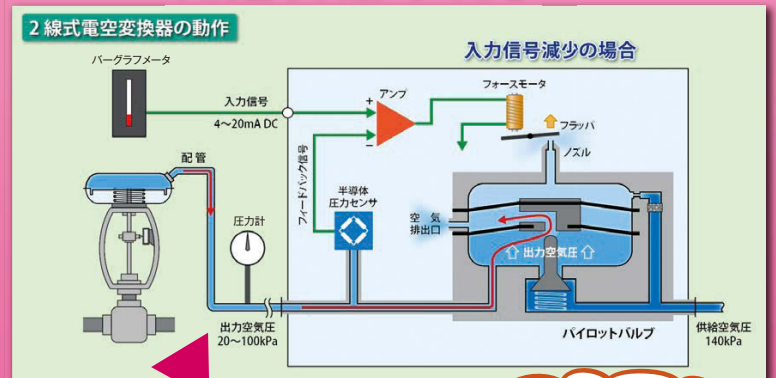 2線式電空変換器の動作
入力信号減少の場合
バーグラフメータ
入力信号
4〜20mA DC
アンプ
+
−
フォースモータ
フラッパ
ノズル
配管
圧力計
フィードバック信号
半導体
圧力センサ
空気
排出口
出力空気圧
出力空気圧
20〜100kPa
パイロットバルブ
供給空気圧
140kPa